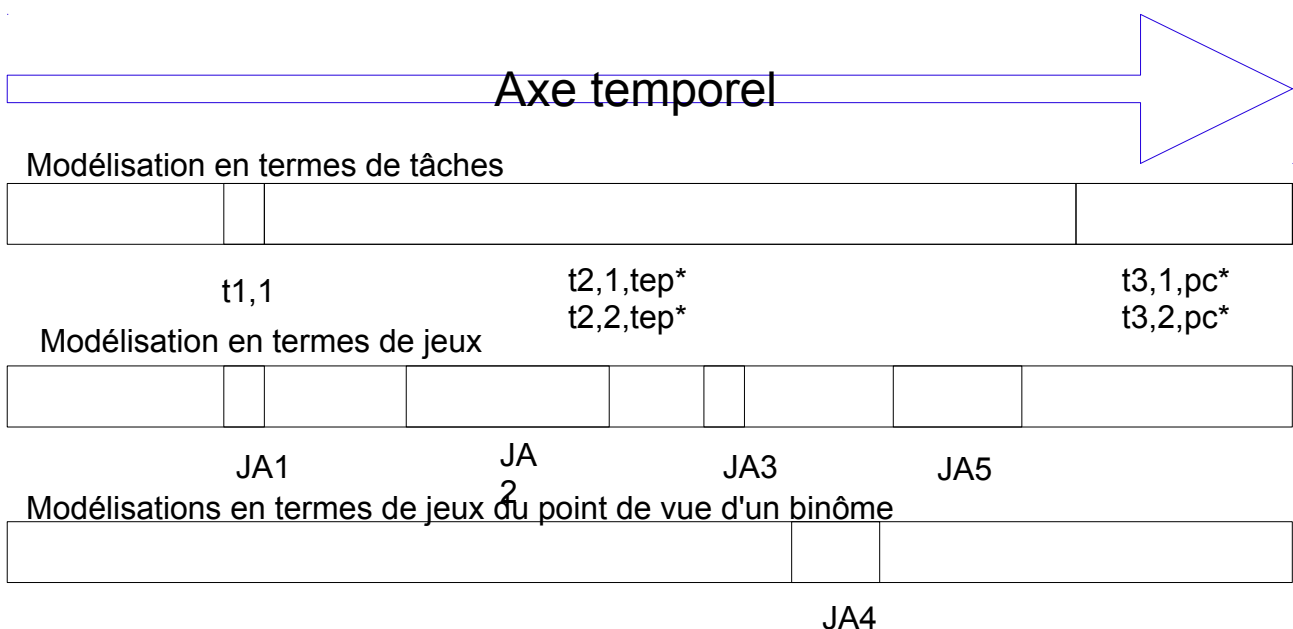 Axe temporel
Modélisation en termes de tâches
t1,1
t2,1,tep*
t2,2,tep*
t3,1,pc*
t3,2,pc*
Modélisation en termes de jeux
JA1
JA
2
JA3
JA5
Modélisations en termes de jeux du point de vue d'un binôme
JA4